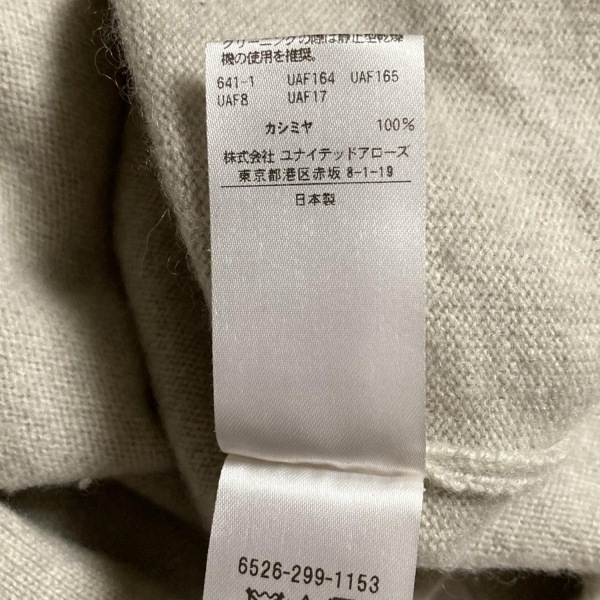 クリーニングの際は静止型乾燥
機の使用を推奨。
641-1 UAF164 UAF165
UAF8 UAF17
カシミヤ 100%
株式会社 ユナイテッドアローズ
東京都港区赤坂 8-1-19
日本製
6526-299-1153